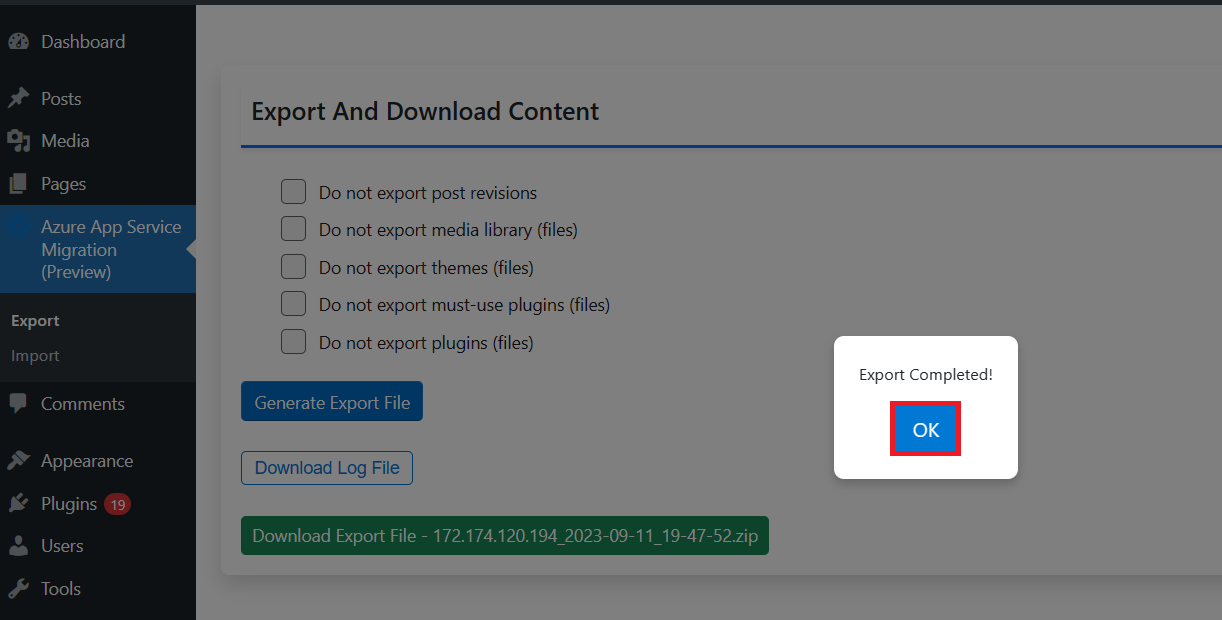 Dashboard
Posts
Media
Pages
Azure App Service
Migration
(Preview)
Export
Import
Comments
Appearance
Plugins 19
Users
Tools
Export And Download Content
Do not export post revisions
Do not export media library (files)
Do not export themes (files)
Do not export must-use plugins (files)
Do not export plugins (files)
Generate Export File
Download Log File
Download Export File - 172.174.120.194_2023-09-11_19-47-52.zip
Export Completed!
OK